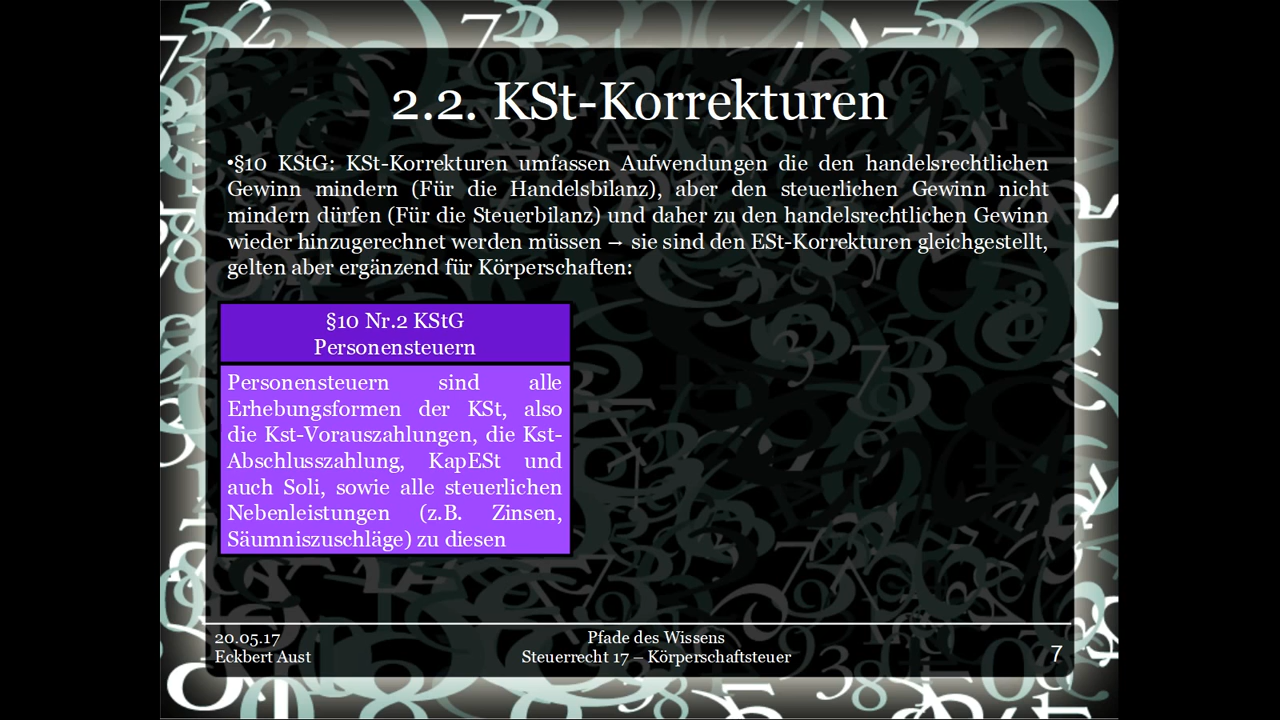 2.2. KSt-Korrekturen
•§10 KStG: KSt-Korrekturen umfassen Aufwendungen die den handelsrechtlichen
Gewinn mindern (Für die Handelsbilanz), aber den steuerlichen Gewinn nicht
mindern dürfen (Für die Steuerbilanz) und daher zu den handelsrechtlichen Gewinn
wieder hinzugerechnet werden müssen → sie sind den ESt-Korrekturen gleichgestellt,
gelten aber ergänzend für Körperschaften:
§10 Nr.2 KStG
Personensteuern
Personensteuern sind alle
Erhebungsformen der KSt, also
die Kst-Vorauszahlungen, die Kst-
Abschlusszahlung, KapESt und
auch Soli, sowie alle steuerlichen
Nebenleistungen (z.B. Zinsen,
Säumniszuschläge) zu diesen
20.05.17
Eckbert Aust
Pfade des Wissens
Steuerrecht 17 – Körperschaftsteuer
7